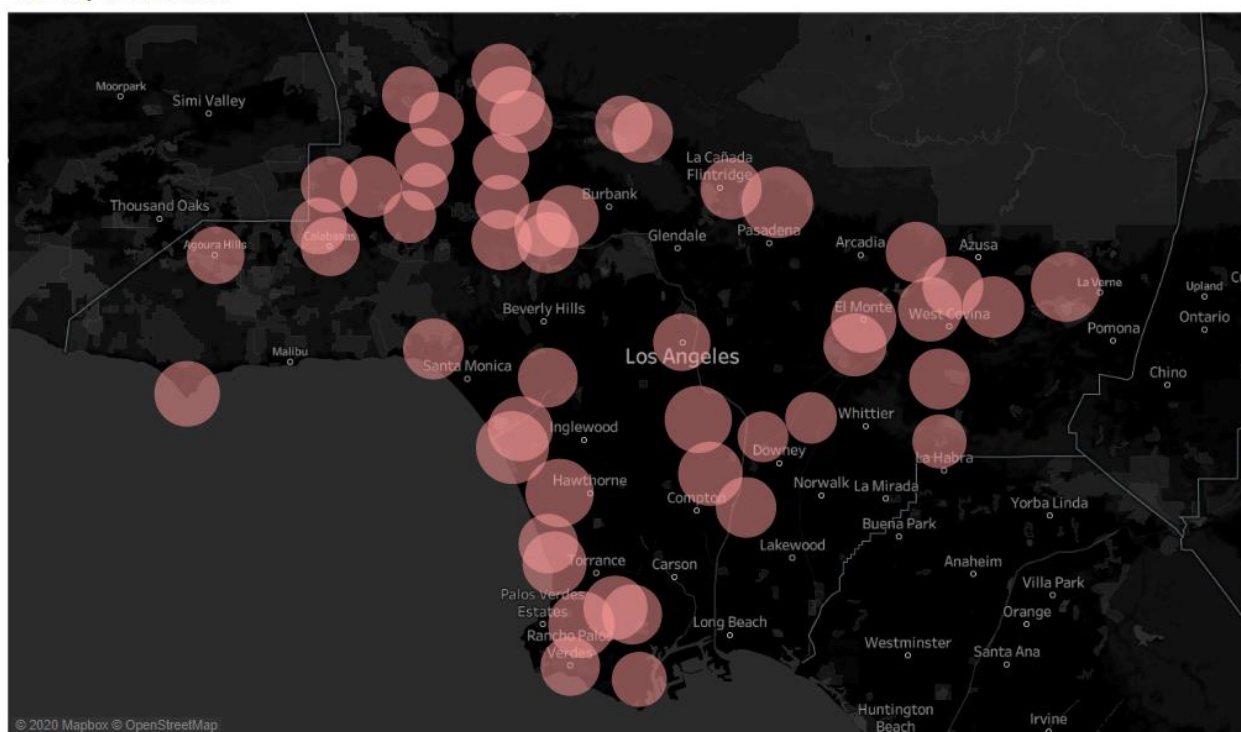 Moorpark
Simi Valley
Thousand Oaks
Agoura Hills
Calabasas
Malibu
La Cañada
Flintridge
Burbank
Glendale
Pasadena
Arcadia
Azusa
La Verne
Upland
Ontario
Pomona
Chino
Beverly Hills
El Monte
West Covina
Santa Monica
Los Angeles
Inglewood
Whittier
Downey
La Habra
Hawthorne
Compton
Norwalk
La Mirada
Buena Park
Yorba Linda
Lakewood
Anaheim
Torrance
Carson
Villa Park
Palos Verdes
Estates
Rancho Palos
Verdes
Long Beach
Orange
Westminster
Santa Ana
Huntington
Beach
Irvine
© 2020 Mapbox © OpenStreetMap